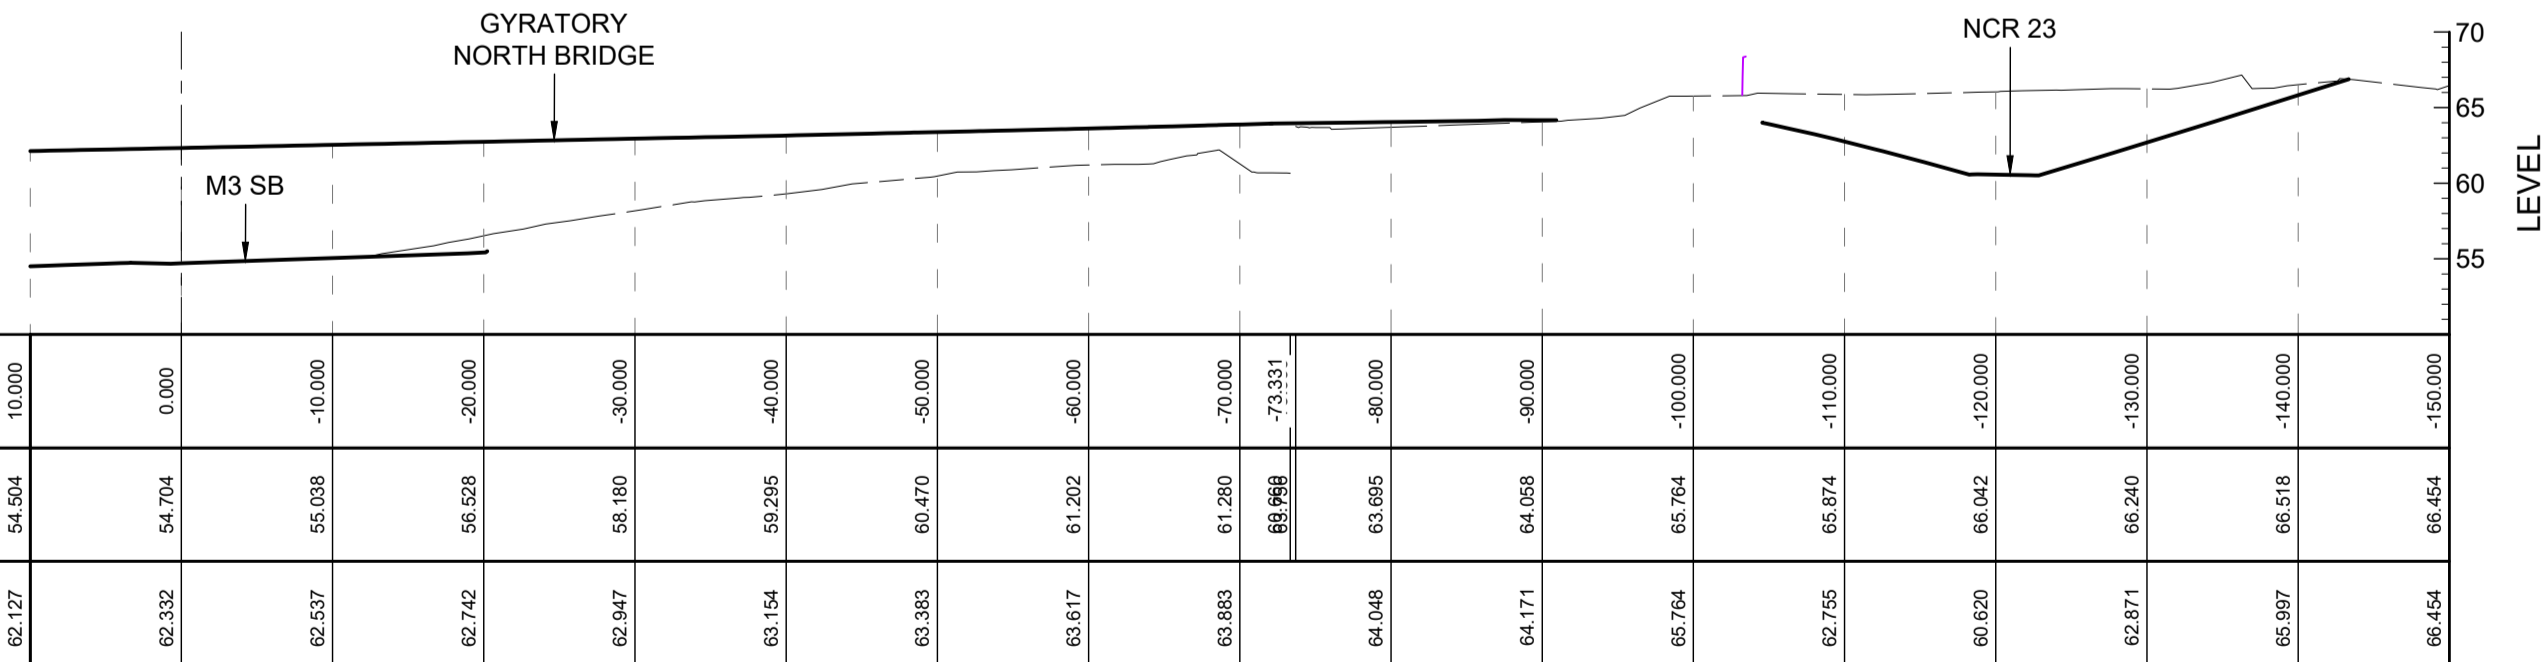 GYRATORY
NORTH BRIDGE
NCR 23
M3 SB
70
65
60
55
LEVEL
10.000 0.000 -10.000 -20.000 -30.000 -40.000 -50.000 -60.000 -70.000 -73.331 -80.000 -90.000 -100.000 -110.000 -120.000 -130.000 -140.000 -150.000
54.504 54.704 55.038 56.528 58.180 59.295 60.470 61.202 61.280 63.695 64.058 65.764 65.874 66.042 66.240 66.518 66.454
62.127 62.332 62.537 62.742 62.947 63.154 63.383 63.617 63.883 64.048 64.171 65.764 62.755 60.620 62.871 65.997 66.454